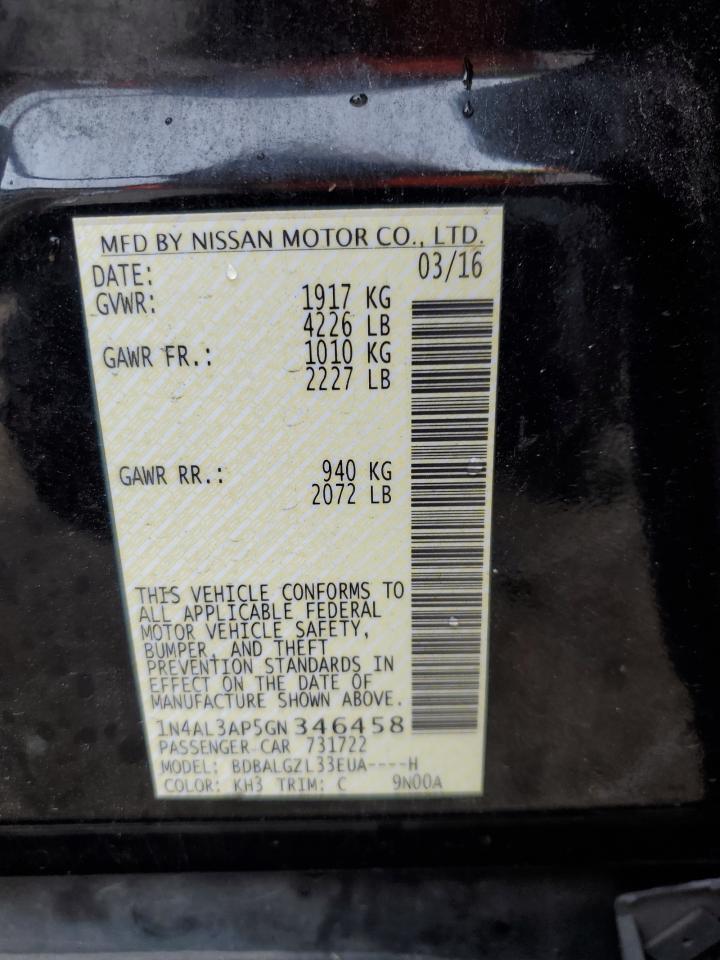 MFD BY NISSAN MOTOR CO., LTD.
DATE: 03/16
GVWR: 1917 KG
4226 LB
GAWR FR.: 1010 KG
2227 LB
GAWR RR.: 940 KG
2072 LB
THIS VEHICLE CONFORMS TO
ALL APPLICABLE FEDERAL
MOTOR VEHICLE SAFETY,
BUMPER, AND THEFT
PREVENTION STANDARDS IN
EFFECT ON THE DATE OF
MANUFACTURE SHOWN ABOVE.
1N4AL3AP5GN346458
PASSENGER CAR 731722
MODEL: BDBALGZL33EUA----H
COLOR: KH3 TRIM: C 9N00A